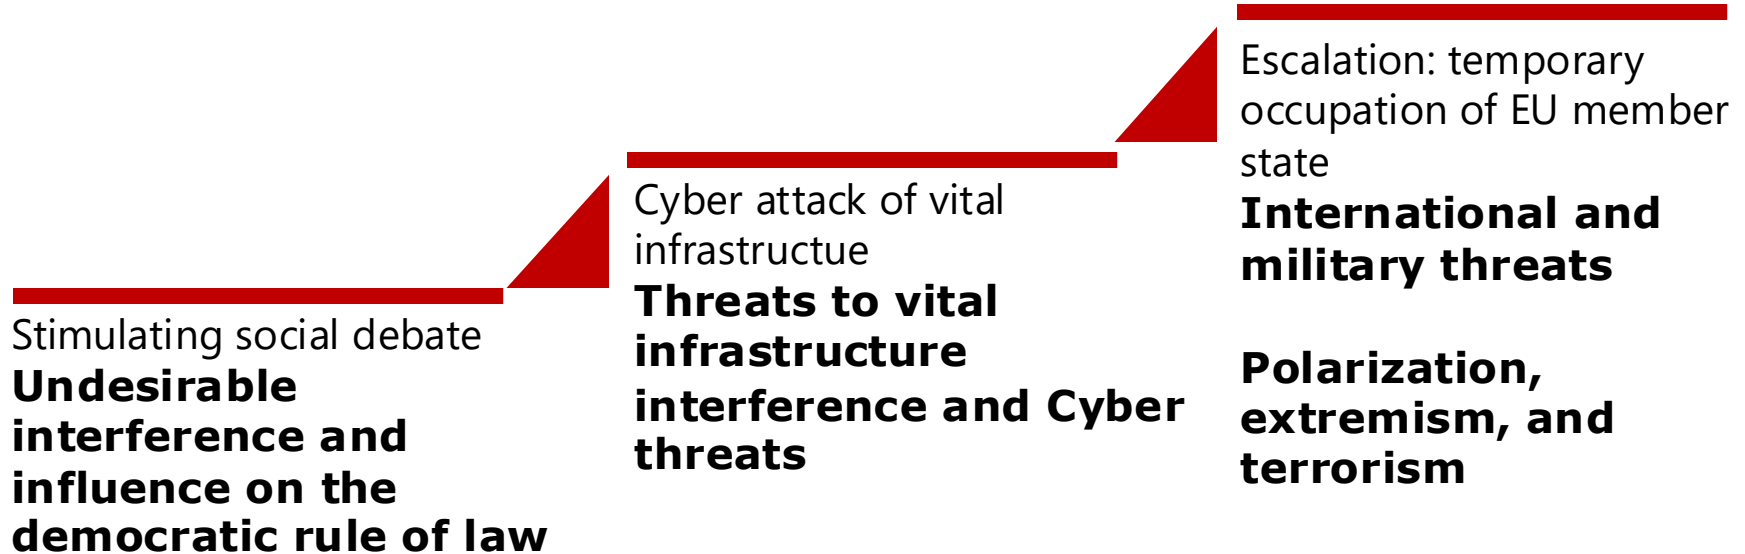 Stimulating social debate
Undesirable
interference and
influence on the
democratic rule of law
Cyber attack of vital
infrastructue
Threats to vital
infrastructure
interference and Cyber
threats
Escalation: temporary
occupation of EU member
state
International and
military threats
Polarization,
extremism, and
terrorism